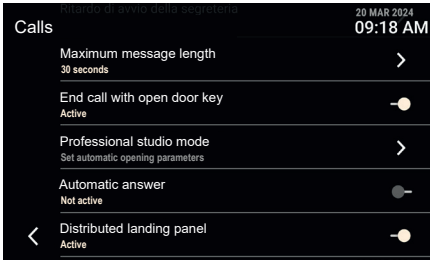 Ritardo di avvio della segreteria
20 MAR 2024
Calls
09:18 AM
Maximum message length
30 seconds
End call with open door key
Active
Professional studio mode
Set automatic opening parameters
Automatic answer
Not active
Distributed landing panel
Active